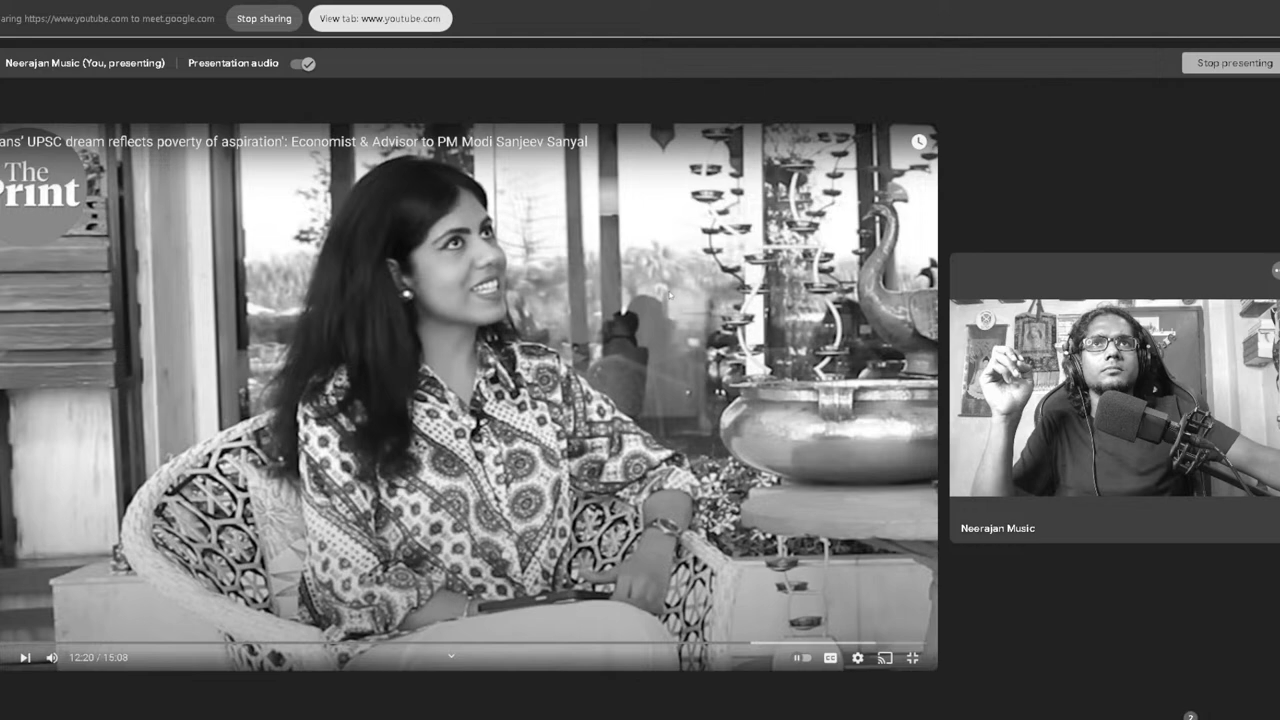 aring https://www.youtube.com to meet.google.com
Stop sharing
View tab: www.youtube.com
Neerajan Music (You, presenting)
Presentation audio
Stop presenting
ans' UPSC dream reflects poverty of aspiration': Economist & Advisor to PM Modi Sanjeev Sanyal
The
Print
Neerajan Music
12:20 / 15:08
CC
?